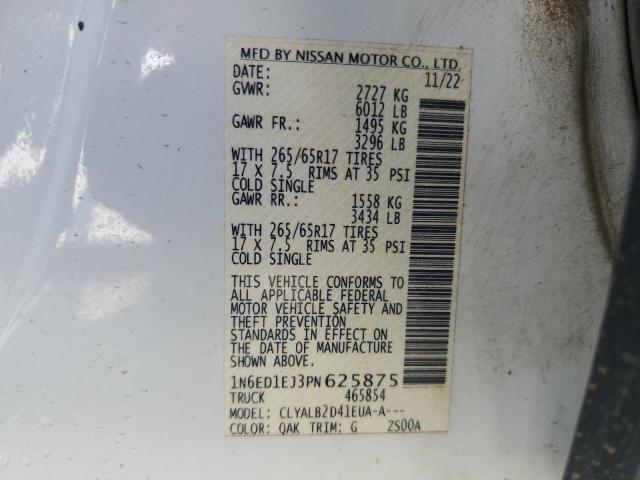 MFD BY NISSAN MOTOR CO., LTD.
DATE: 11/22
GVWR: 2727 KG
6012 LB
GAWR FR.: 1495 KG
3296 LB
WITH 265/65R17 TIRES
17 X 7.5 RIMS AT 35 PSI
COLD SINGLE
GAWR RR.: 1558 KG
3434 LB
WITH 265/65R17 TIRES
17 X 7.5 RIMS AT 35 PSI
COLD SINGLE
THIS VEHICLE CONFORMS TO
ALL APPLICABLE FEDERAL
MOTOR VEHICLE SAFETY AND
THEFT PREVENTION
STANDARDS IN EFFECT ON
THE DATE OF MANUFACTURE
SHOWN ABOVE.
1N6ED1EJ3PN625875
TRUCK 465854
MODEL: CLYALB2D41EUA-A---
COLOR: QAK TRIM: G ZS00A